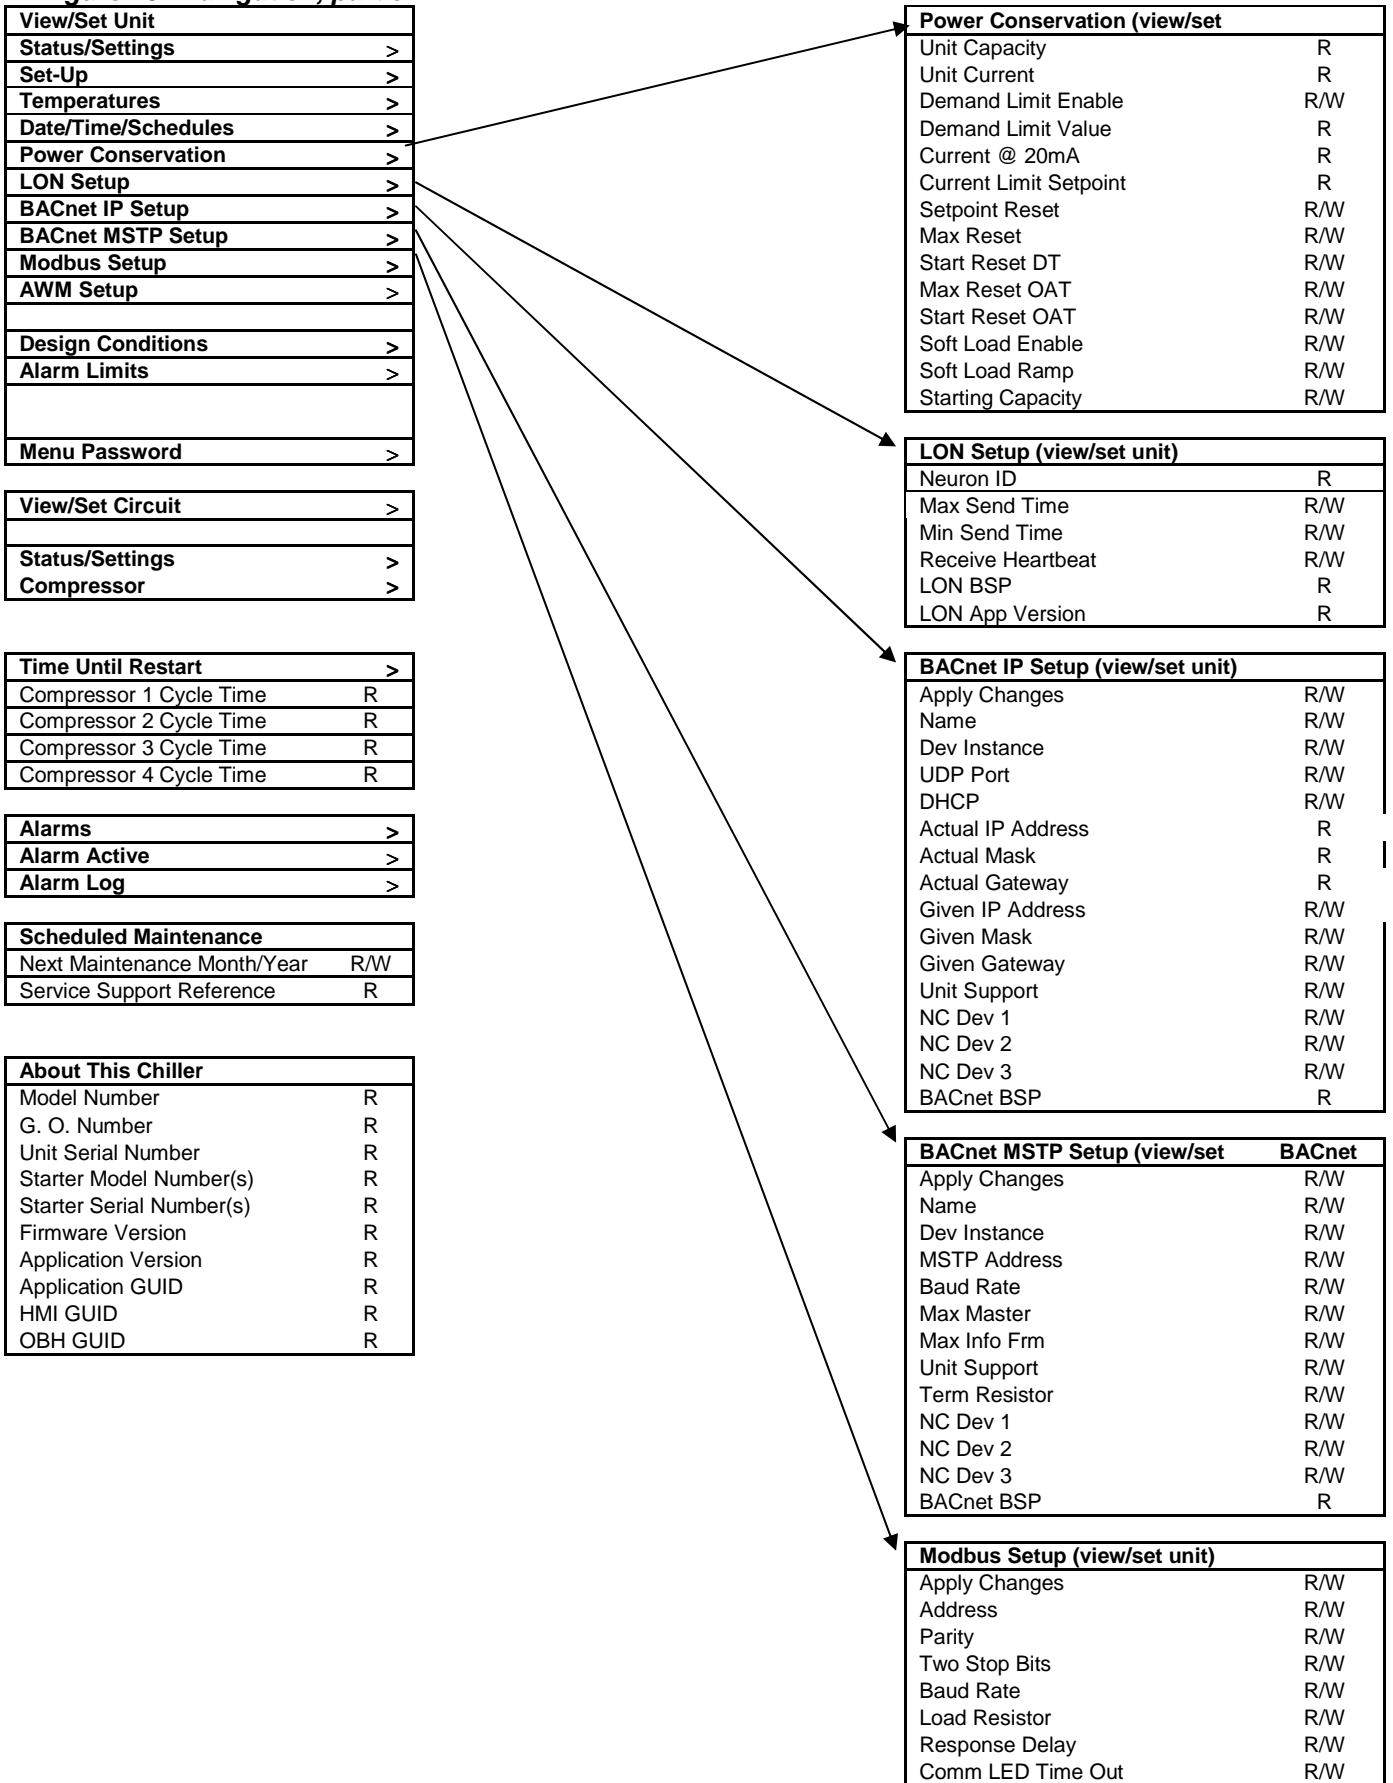 View/Set Unit
Status/Settings >
Set-Up >
Temperatures >
Date/Time/Schedules >
Power Conservation >
LON Setup >
BACnet IP Setup >
BACnet MSTP Setup >
Modbus Setup >
AWM Setup >
Design Conditions >
Alarm Limits >
Menu Password >
View/Set Circuit >
Status/Settings >
Compressor >
Time Until Restart >
Compressor 1 Cycle Time R
Compressor 2 Cycle Time R
Compressor 3 Cycle Time R
Compressor 4 Cycle Time R
Alarms >
Alarm Active >
Alarm Log >
Scheduled Maintenance
Next Maintenance Month/Year R/W
Service Support Reference R
About This Chiller
Model Number R
G. O. Number R
Unit Serial Number R
Starter Model Number(s) R
Starter Serial Number(s) R
Firmware Version R
Application Version R
Application GUID R
HMI GUID R
OBH GUID R
Power Conservation (view/set
Unit Capacity R
Unit Current R
Demand Limit Enable R/W
Demand Limit Value R
Current @ 20mA R
Current Limit Setpoint R
Setpoint Reset R/W
Max Reset R/W
Start Reset DT R/W
Max Reset OAT R/W
Start Reset OAT R/W
Soft Load Enable R/W
Soft Load Ramp R/W
Starting Capacity R/W
LON Setup (view/set unit)
Neuron ID R
Max Send Time R/W
Min Send Time R/W
Receive Heartbeat R/W
LON BSP R
LON App Version R
BACnet IP Setup (view/set unit)
Apply Changes R/W
Name R/W
Dev Instance R/W
UDP Port R/W
DHCP R/W
Actual IP Address R
Actual Mask R
Actual Gateway R
Given IP Address R/W
Given Mask R/W
Given Gateway R/W
Unit Support R/W
NC Dev 1 R/W
NC Dev 2 R/W
NC Dev 3 R/W
BACnet BSP R
BACnet MSTP Setup (view/set BACnet
Apply Changes R/W
Name R/W
Dev Instance R/W
MSTP Address R/W
Baud Rate R/W
Max Master R/W
Max Info Frm R/W
Unit Support R/W
Term Resistor R/W
NC Dev 1 R/W
NC Dev 2 R/W
NC Dev 3 R/W
BACnet BSP R
Modbus Setup (view/set unit)
Apply Changes R/W
Address R/W
Parity R/W
Two Stop Bits R/W
Baud Rate R/W
Load Resistor R/W
Response Delay R/W
Comm LED Time Out R/W